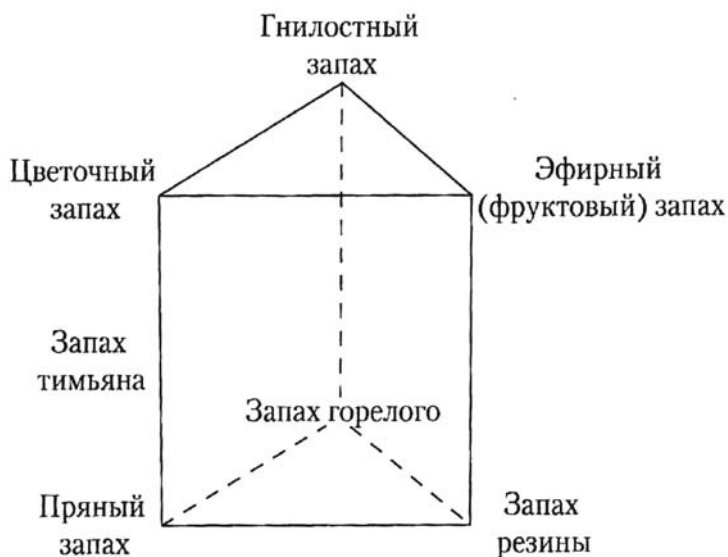 Гнилостный
запах
Цветочный
запах
Эфирный
(фруктовый) запах
Запах
тимьяна
Запах горелого
Пряный
запах
Запах
резины